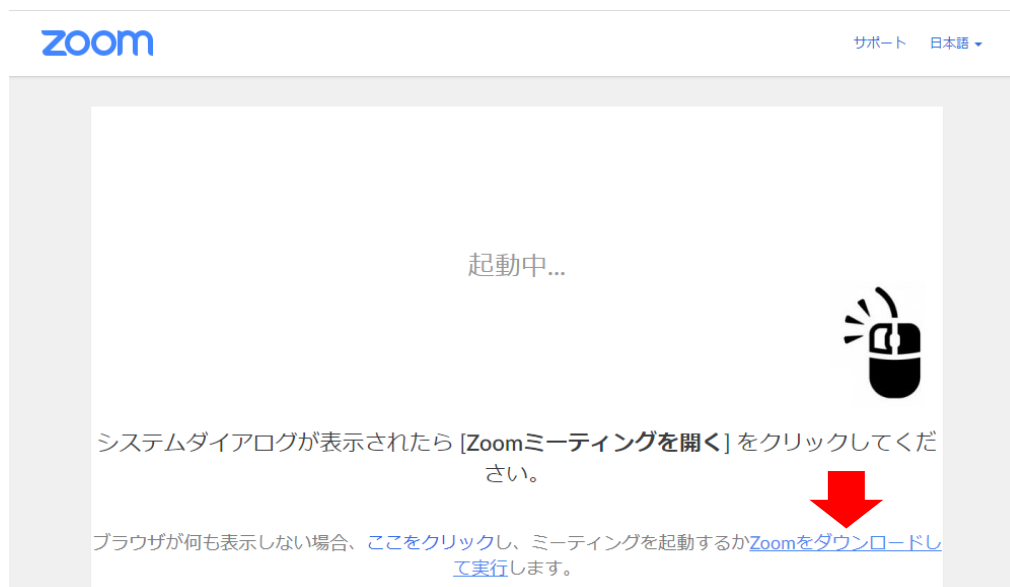 zoom
サポート 日本語
起動中...
システムダイアログが表示されたら [Zoomミーティングを開く] をクリックしてくだ
さい。
ブラウザが何も表示しない場合、ここをクリックし、ミーティングを起動するかZoomをダウンロードし
て実行します。